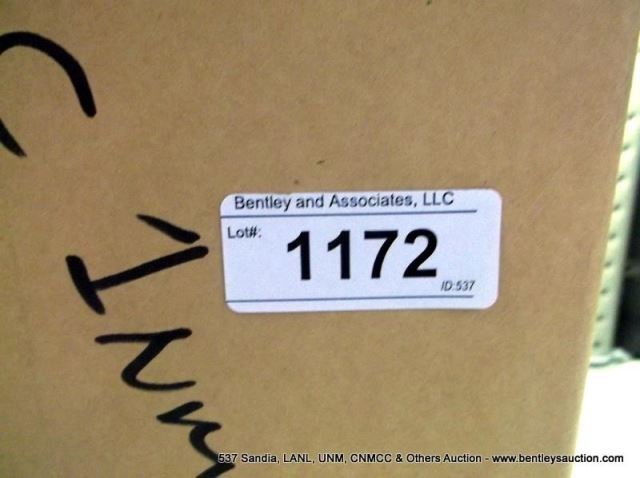 Bentley and Associates, LLC
Lot#:
1172
ID:537
537 Sandia, LANL, UNM, CNMCC & Others Auction - www.bentleysauction.com